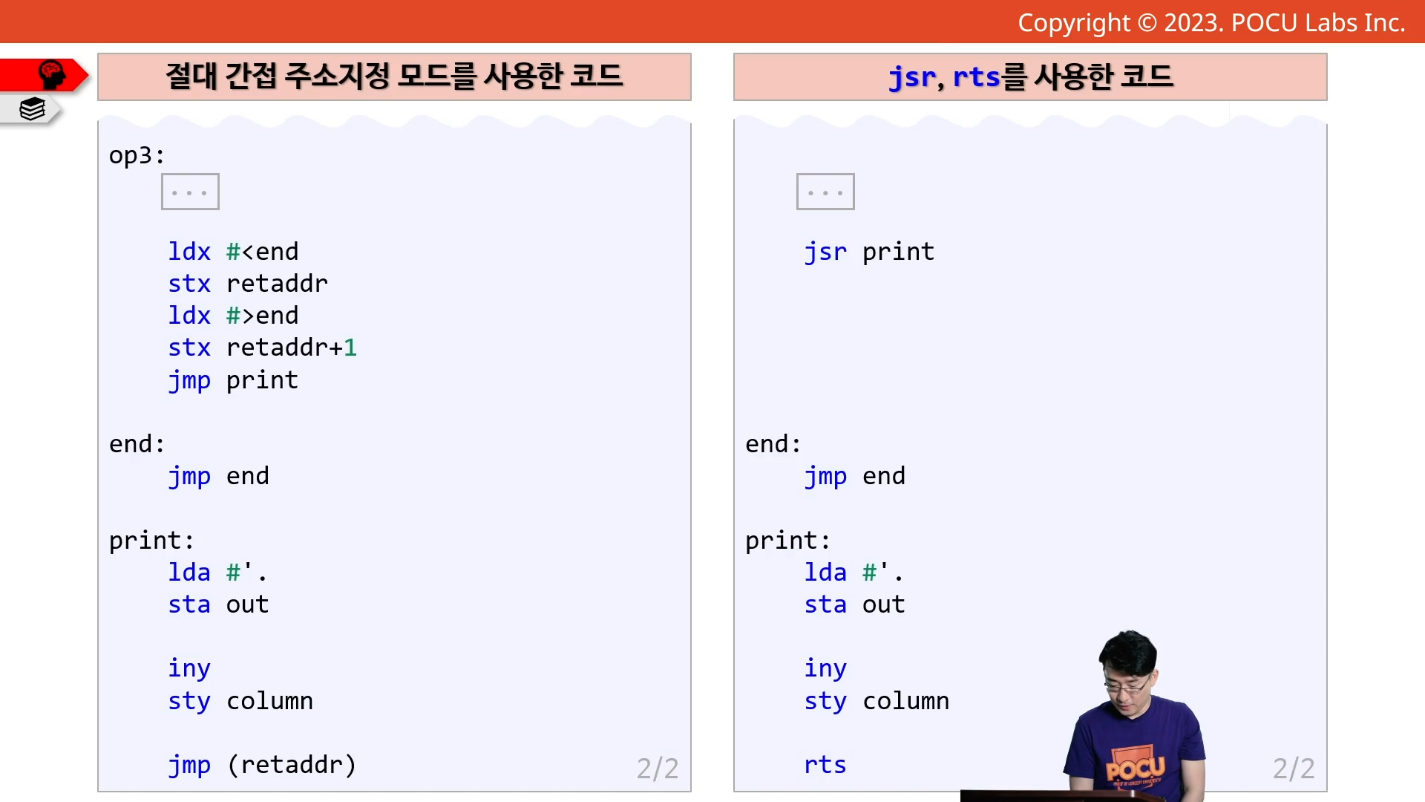 Copyright © 2023. POCU Labs Inc.
절대 간접 주소지정 모드를 사용한 코드
op3:
...
ldx #<end
stx retaddr
ldx #>end
stx retaddr+1
jmp print
end:
jmp end
print:
lda #'.
sta out
iny
sty column
jmp (retaddr)
2/2
jsr, rts를 사용한 코드
...
jsr print
end:
jmp end
print:
lda #'.
sta out
iny
sty column
rts
2/2
POCU